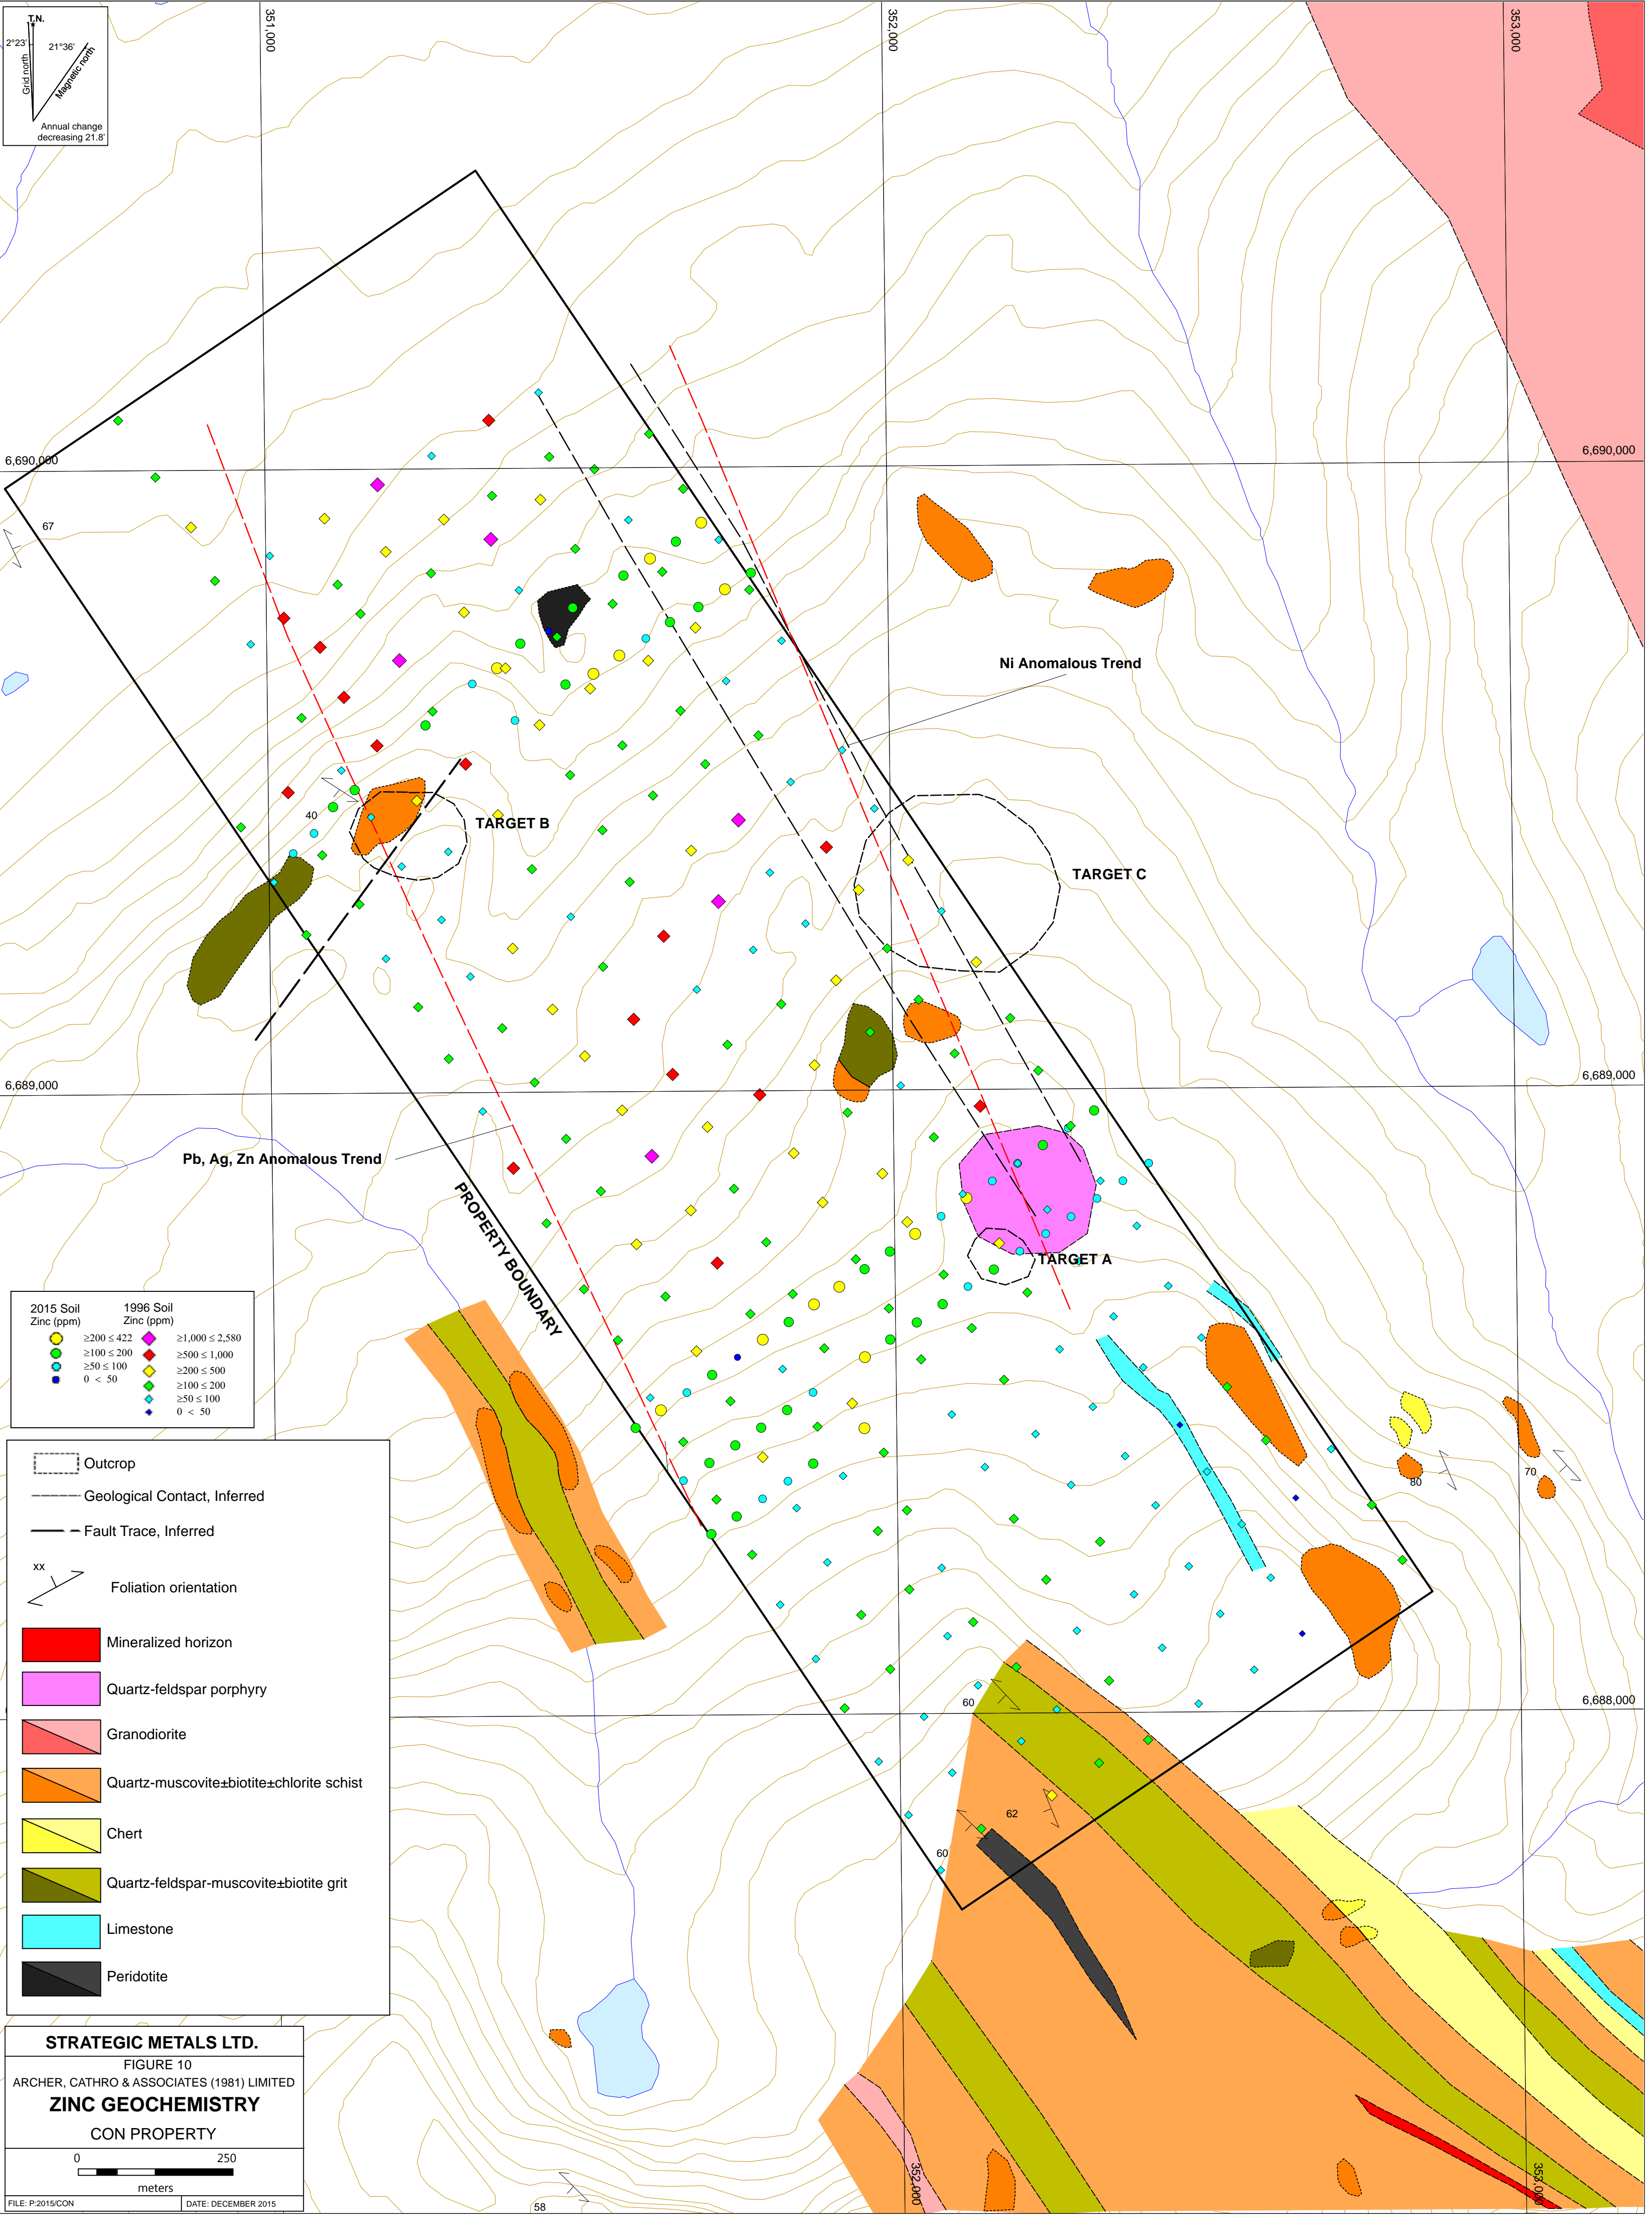 T.N.
2°23'
21°36'
Grid north
Magnetic north
Annual change
decreasing 21.8'
351,000
352,000
353,000
6,690,000
6,690,000
67
Ni Anomalous Trend
40
TARGET B
TARGET C
6,689,000
6,689,000
Pb, Ag, Zn Anomalous Trend
PROPERTY BOUNDARY
TARGET A
2015 Soil
Zinc (ppm)
1996 Soil
Zinc (ppm)
≥200 ≤ 422
≥100 ≤ 200
≥50 ≤ 100
0 < 50
≥1,000 ≤ 2,580
≥500 ≤ 1,000
≥200 ≤ 500
≥100 ≤ 200
≥50 ≤ 100
0 < 50
80
70
Outcrop
Geological Contact, Inferred
Fault Trace, Inferred
xx
Foliation orientation
Mineralized horizon
Quartz-feldspar porphyry
Granodiorite
Quartz-muscovite±biotite±chlorite schist
Chert
Quartz-feldspar-muscovite±biotite grit
Limestone
Peridotite
60
6,688,000
62
60
STRATEGIC METALS LTD.
FIGURE 10
ARCHER, CATHRO & ASSOCIATES (1981) LIMITED
ZINC GEOCHEMISTRY
CON PROPERTY
0 250
meters
FILE: P:2015/CON
DATE: DECEMBER 2015
58
352,000
353,000